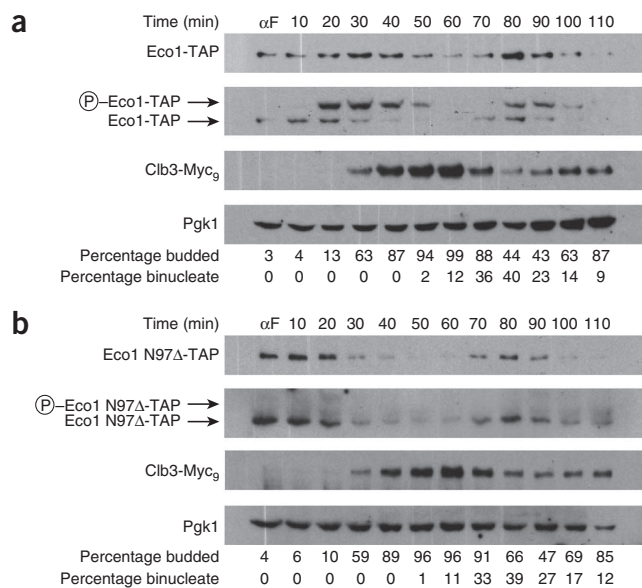 a
Time (min) αF 10 20 30 40 50 60 70 80 90 100 110
Eco1-TAP
Ⓟ–Eco1-TAP
Eco1-TAP
Clb3-Myc₉
Pgk1
Percentage budded 3 4 13 63 87 94 99 88 44 43 63 87
Percentage binucleate 0 0 0 0 0 2 12 36 40 23 14 9
b
Time (min) αF 10 20 30 40 50 60 70 80 90 100 110
Eco1 N97Δ-TAP
Ⓟ–Eco1 N97Δ-TAP
Eco1 N97Δ-TAP
Clb3-Myc₉
Pgk1
Percentage budded 4 6 10 59 89 96 96 91 66 47 69 85
Percentage binucleate 0 0 0 0 0 1 11 33 39 27 17 12